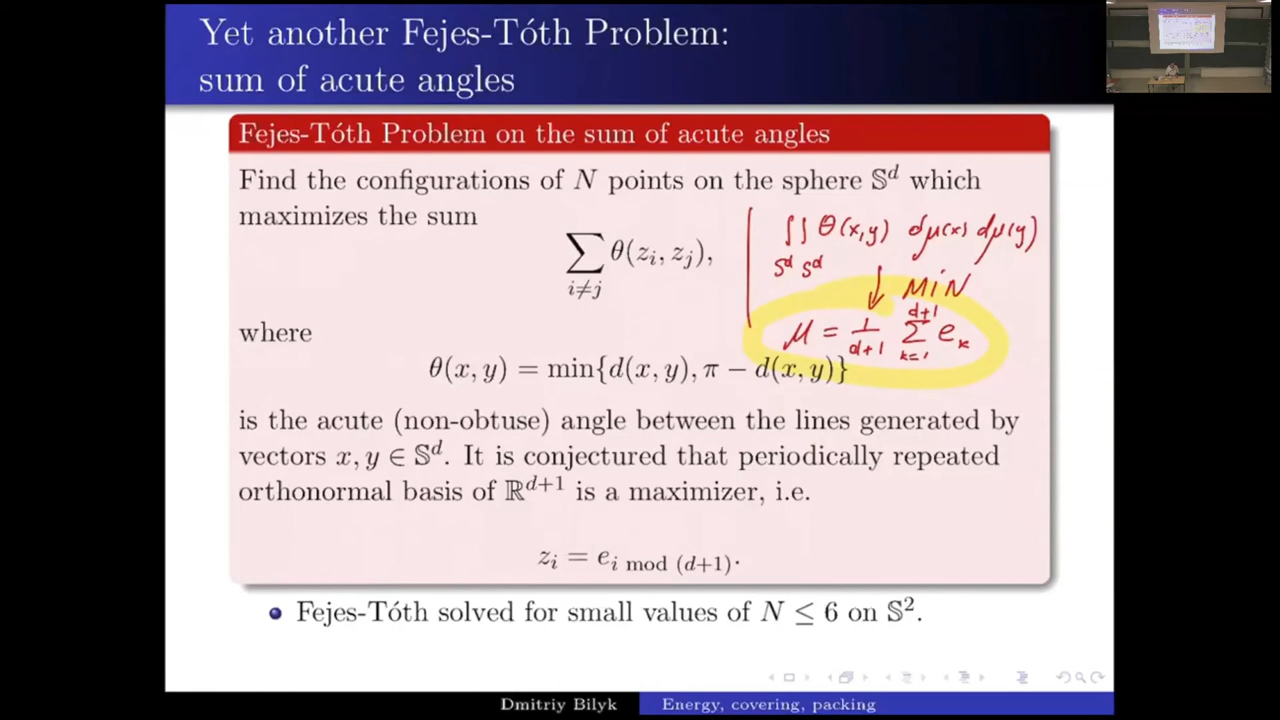 Yet another Fejes-Tóth Problem:
sum of acute angles
Fejes-Tóth Problem on the sum of acute angles
Find the configurations of N points on the sphere 𝕊^d which
maximizes the sum
∑_{i≠j} θ(z_i, z_j),
∫∫_{S^d S^d} θ(x,y) dμ(x) dμ(y)
↓ MIN
μ = 1/(d+1) ∑_{k=1}^{d+1} e_k
where
θ(x, y) = min{d(x, y), π − d(x, y)}
is the acute (non-obtuse) angle between the lines generated by
vectors x, y ∈ 𝕊^d. It is conjectured that periodically repeated
orthonormal basis of ℝ^{d+1} is a maximizer, i.e.
z_i = e_{i mod (d+1)}.
• Fejes-Tóth solved for small values of N ≤ 6 on 𝕊^2.
Dmitriy Bilyk Energy, covering, packing